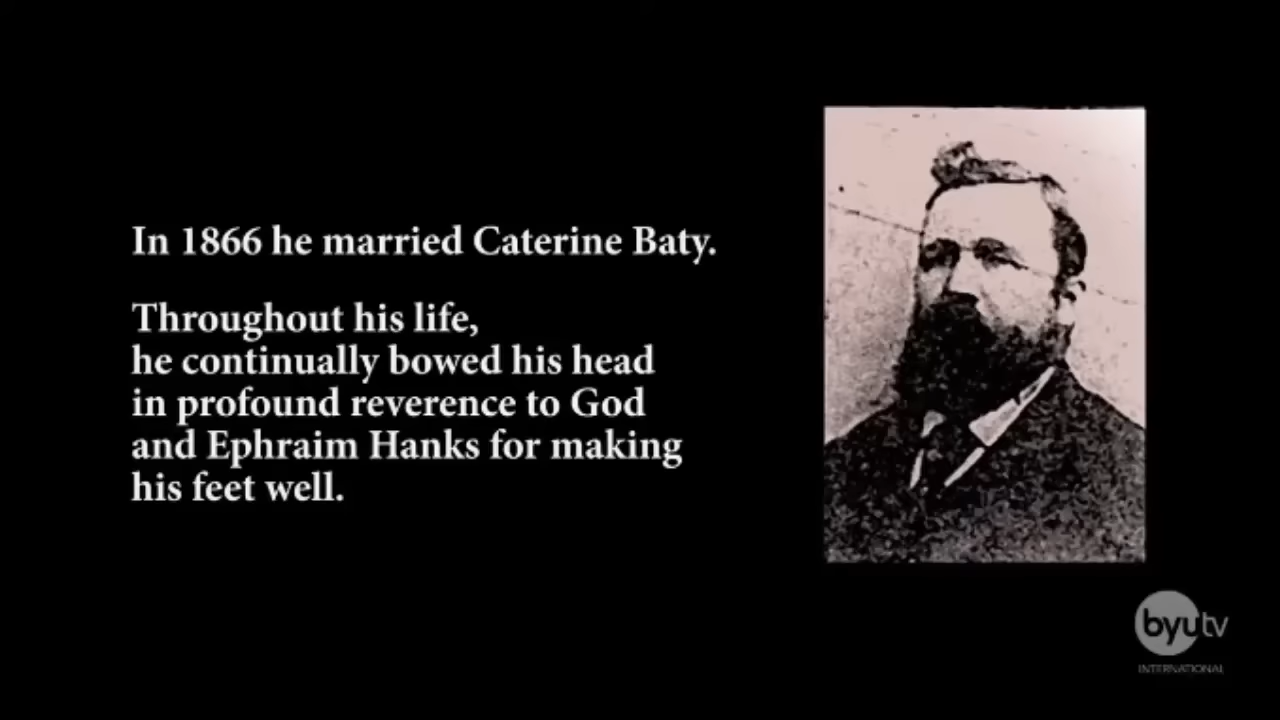 In 1866 he married Caterine Baty.
Throughout his life,
he continually bowed his head
in profound reverence to God
and Ephraim Hanks for making
his feet well.
byutv
INTERNATIONAL